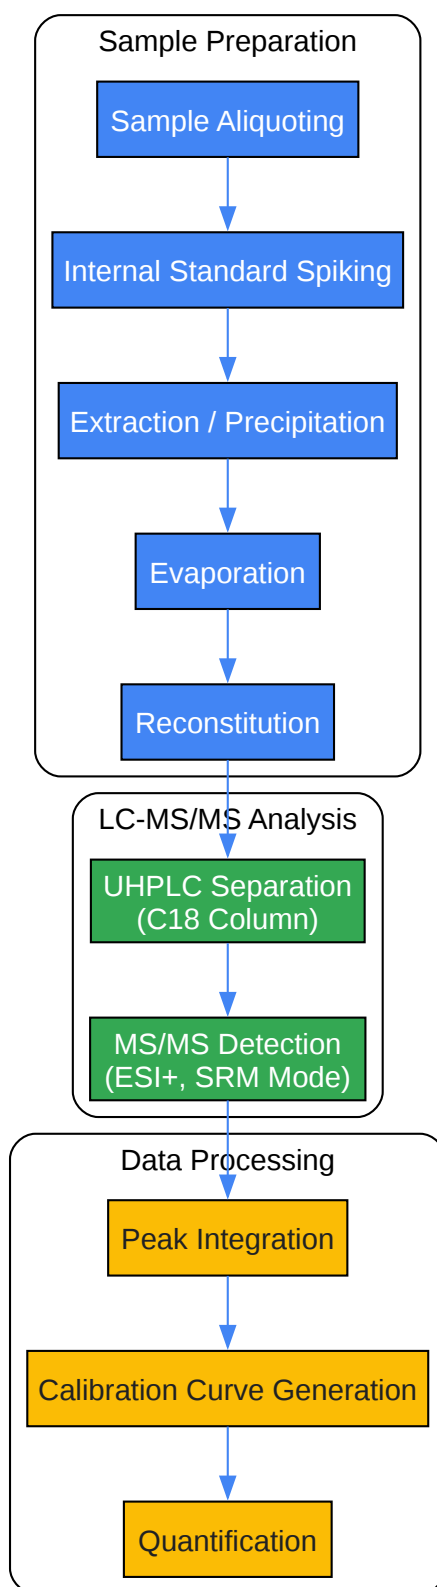 Sample Preparation
Sample Aliquoting
Internal Standard Spiking
Extraction / Precipitation
Evaporation
Reconstitution
LC-MS/MS Analysis
UHPLC Separation
(C18 Column)
MS/MS Detection
(ESI+, SRM Mode)
Data Processing
Peak Integration
Calibration Curve Generation
Quantification